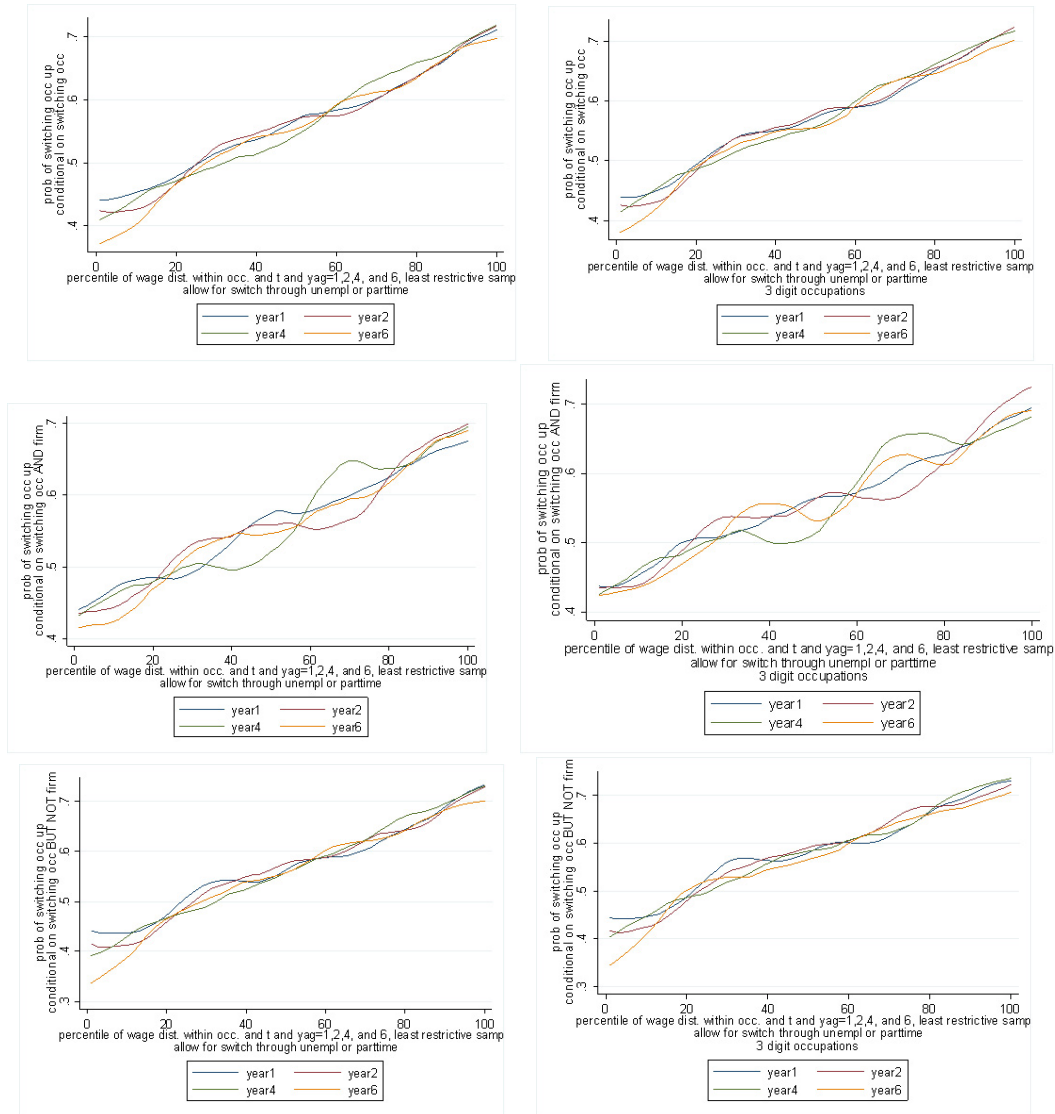 prob of switching occ up
conditional on switching occ
.4 .5 .6 .7
0 20 40 60 80 100
percentile of wage dist. within occ. and t and yag=1,2,4, and 6, least restrictive samp
allow for switch through unempl or parttime
year1 year2
year4 year6
prob of switching occ up
conditional on switching occ
.4 .5 .6 .7
0 20 40 60 80 100
percentile of wage dist. within occ. and t and yag=1,2,4, and 6, least restrictive samp
allow for switch through unempl or parttime
3 digit occupations
year1 year2
year4 year6
prob of switching occ up
conditional on switching occ AND firm
.4 .5 .6 .7
0 20 40 60 80 100
percentile of wage dist. within occ. and t and yag=1,2,4, and 6, least restrictive samp
allow for switch through unempl or parttime
year1 year2
year4 year6
prob of switching occ up
conditional on switching occ AND firm
.4 .5 .6 .7
0 20 40 60 80 100
percentile of wage dist. within occ. and t and yag=1,2,4, and 6, least restrictive samp
allow for switch through unempl or parttime
3 digit occupations
year1 year2
year4 year6
prob of switching occ up
conditional on switching occ BUT NOT firm
.3 .4 .5 .6 .7
0 20 40 60 80 100
percentile of wage dist. within occ. and t and yag=1,2,4, and 6, least restrictive samp
allow for switch through unempl or parttime
year1 year2
year4 year6
prob of switching occ up
conditional on switching occ BUT NOT firm
.3 .4 .5 .6 .7
0 20 40 60 80 100
percentile of wage dist. within occ. and t and yag=1,2,4, and 6, least restrictive samp
allow for switch through unempl or parttime
3 digit occupations
year1 year2
year4 year6